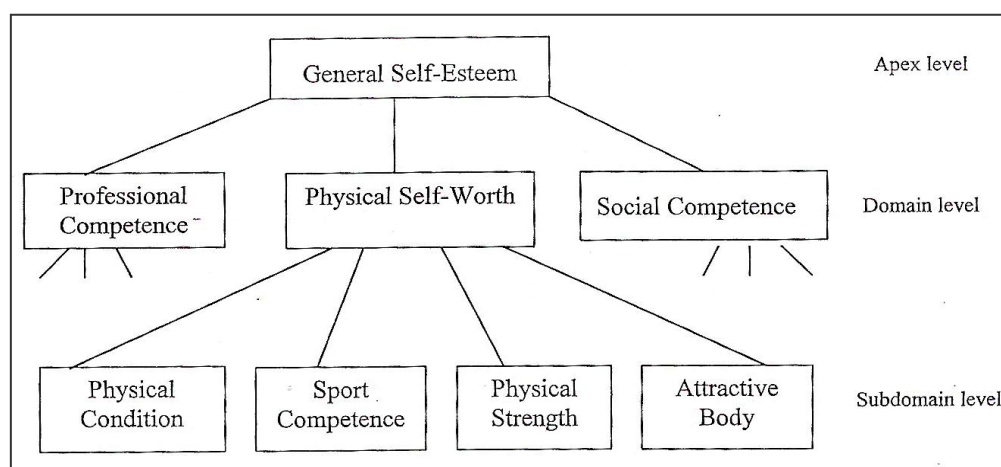 General Self-Esteem
Apex level
Professional
Competence
Physical Self-Worth
Social Competence
Domain level
Physical
Condition
Sport
Competence
Physical
Strength
Attractive
Body
Subdomain level